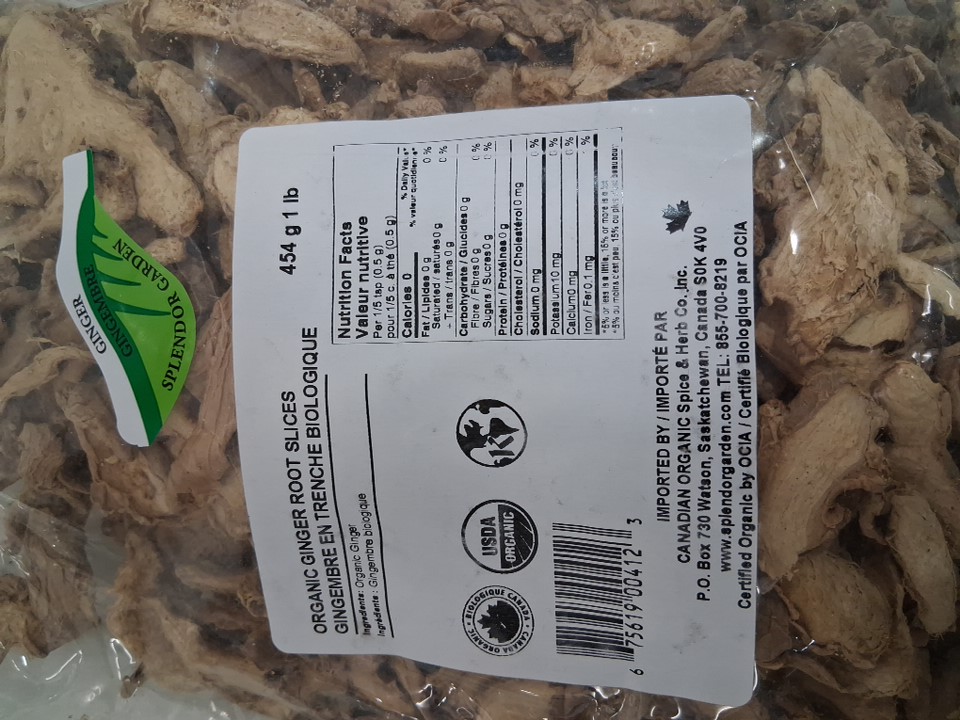 GINGER
GINGEMBRE
SPLENDOR GARDEN
454 g 1 lb
ORGANIC GINGER ROOT SLICES
GINGEMBRE EN TRENCHE BIOLOGIQUE
Ingredients: Organic Ginger
Ingrédients : Gingembre biologique
Nutrition Facts
Valeur nutritive
Per 1/5 tsp (0.5 g)
pour 1/5 c. à thé (0.5 g)
Calories 0
% Daily Value*
% valeur quotidienne*
Fat / Lipides 0 g 0 %
Saturated / saturés 0 g
+ Trans / trans 0 g 0 %
Carbohydrate / Glucides 0 g
Fibre / Fibres 0 g 0 %
Sugars / Sucres 0 g 0 %
Protein / Protéines 0 g
Cholesterol / Cholestérol 0 mg
Sodium 0 mg 0 %
Potassium 10 mg 0 %
Calcium 0 mg 0 %
Iron / Fer 0.1 mg %
*5% or less is a little, 15% or more is a lot
*5% ou moins c'est peu, 15% ou plus c'est beaucoup
BIOLOGIQUE CANADA
CANADA ORGANIC
USDA
ORGANIC
K
6 75619 00412 3
IMPORTED BY / IMPORTÉ PAR
CANADIAN ORGANIC Spice & Herb Co., Inc.
P.O. Box 730 Watson, Saskatchewan, Canada S0K 4V0
www.splendorgarden.com TEL: 855-700-8219
Certified Organic by OCIA / Certifié Biologique par OCIA